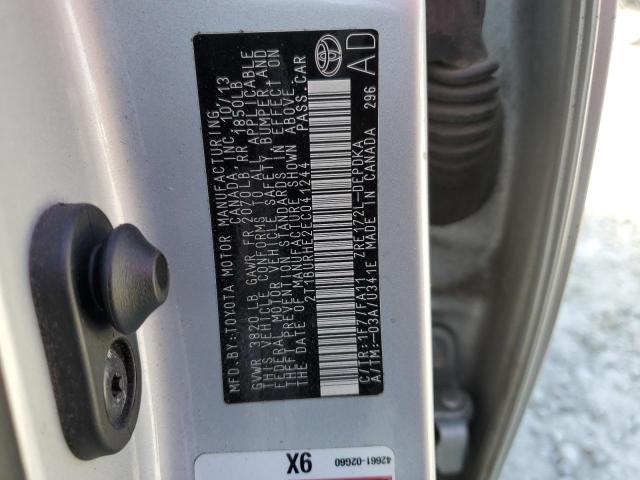 MFD. BY: TOYOTA MOTOR MANUFACTURING
CANADA, INC. 10/13
GVWR 3820 LB GAWR FR 2070LB RR 1850LB
THIS VEHICLE CONFORMS TO ALL APPLICABLE
FEDERAL MOTOR VEHICLE SAFETY, BUMPER AND
THEFT PREVENTION STANDARDS IN EFFECT ON
THE DATE OF MANUFACTURE SHOWN ABOVE.
2T1BURHE2EC041244 PASS.CAR
C/TR:1F7/FA11 ZRE172L-DEPDKA
A/TM:-03A/U341E MADE IN CANADA 296
AD
9X
42661-02G60